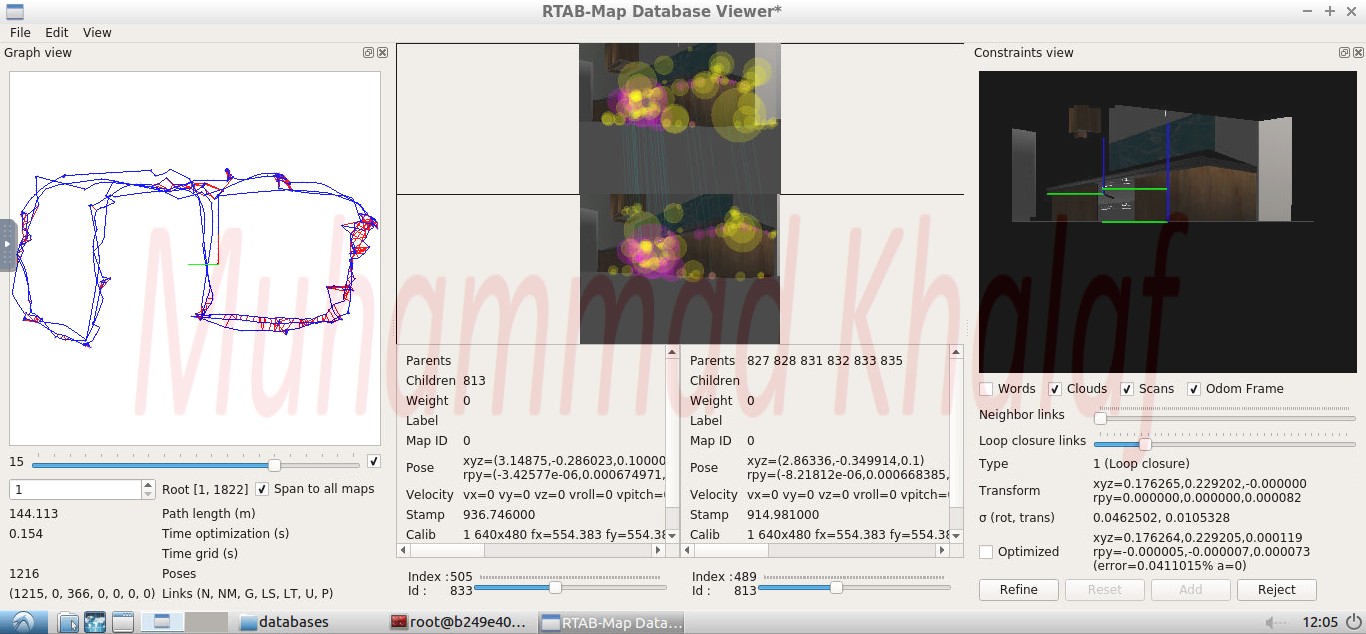 RTAB-Map Database Viewer*
File Edit View
Graph view
15
1 Root [1, 1822] Span to all maps
144.113 Path length (m)
0.154 Time optimization (s)
Time grid (s)
1216 Poses
(1215, 0, 366, 0, 0, 0, 0) Links (N, NM, G, LS, LT, U, P)
Parents
Children 813
Weight 0
Label
Map ID 0
Pose xyz=(3.14875,-0.286023,0.10000
rpy=(-3.42577e-06,0.000674971,
Velocity vx=0 vy=0 vz=0 vroll=0 vpitch=
Stamp 936.746000
Calib 1 640x480 fx=554.383 fy=554.38
Index : 505
Id : 833
Parents 827 828 831 832 833 835
Children
Weight 0
Label
Map ID 0
Pose xyz=(2.86336,-0.349914,0.1)
rpy=(-8.21812e-06,0.000668385,
Velocity vx=0 vy=0 vz=0 vroll=0 vpitch=
Stamp 914.981000
Calib 1 640x480 fx=554.383 fy=554.38
Index : 489
Id : 813
Constraints view
Words Clouds Scans Odom Frame
Neighbor links
Loop closure links
Type 1 (Loop closure)
Transform xyz=0.176265,0.229202,-0.000000
rpy=0.000000,0.000000,0.000082
σ (rot, trans) 0.0462502, 0.0105328
Optimized xyz=0.176264,0.229205,0.000119
rpy=-0.000005,-0.000007,0.000073
(error=0.0411015% a=0)
Refine Reset Add Reject
Muhammad Khalaf
databases root@b249e40... RTAB-Map Data... 12:05